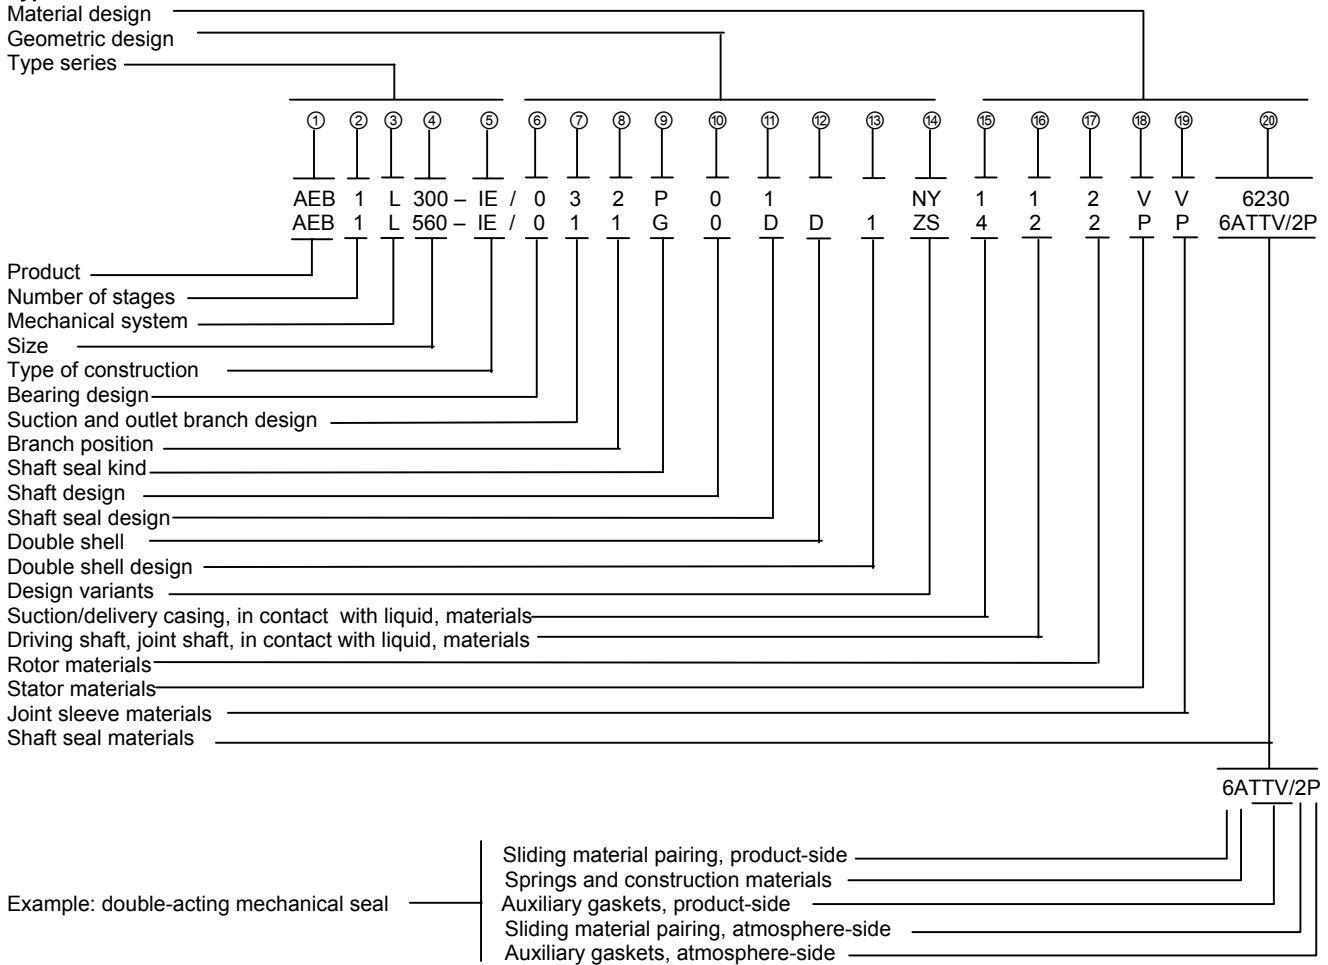 Material design
Geometric design
Type series
① ② ③ ④ ⑤ ⑥ ⑦ ⑧ ⑨ ⑩ ⑪ ⑫ ⑬ ⑭ ⑮ ⑯ ⑰ ⑱ ⑲ ⑳
AEB 1 L 300 – IE / 0 3 2 P 0 1 NY 1 1 2 V V 6230
AEB 1 L 560 – IE / 0 1 1 G 0 D D 1 ZS 4 2 2 P P 6ATTV/2P
Product
Number of stages
Mechanical system
Size
Type of construction
Bearing design
Suction and outlet branch design
Branch position
Shaft seal kind
Shaft design
Shaft seal design
Double shell
Double shell design
Design variants
Suction/delivery casing, in contact with liquid, materials
Driving shaft, joint shaft, in contact with liquid, materials
Rotor materials
Stator materials
Joint sleeve materials
Shaft seal materials
6ATTV/2P
Sliding material pairing, product-side
Springs and construction materials
Example: double-acting mechanical seal
Auxiliary gaskets, product-side
Sliding material pairing, atmosphere-side
Auxiliary gaskets, atmosphere-side